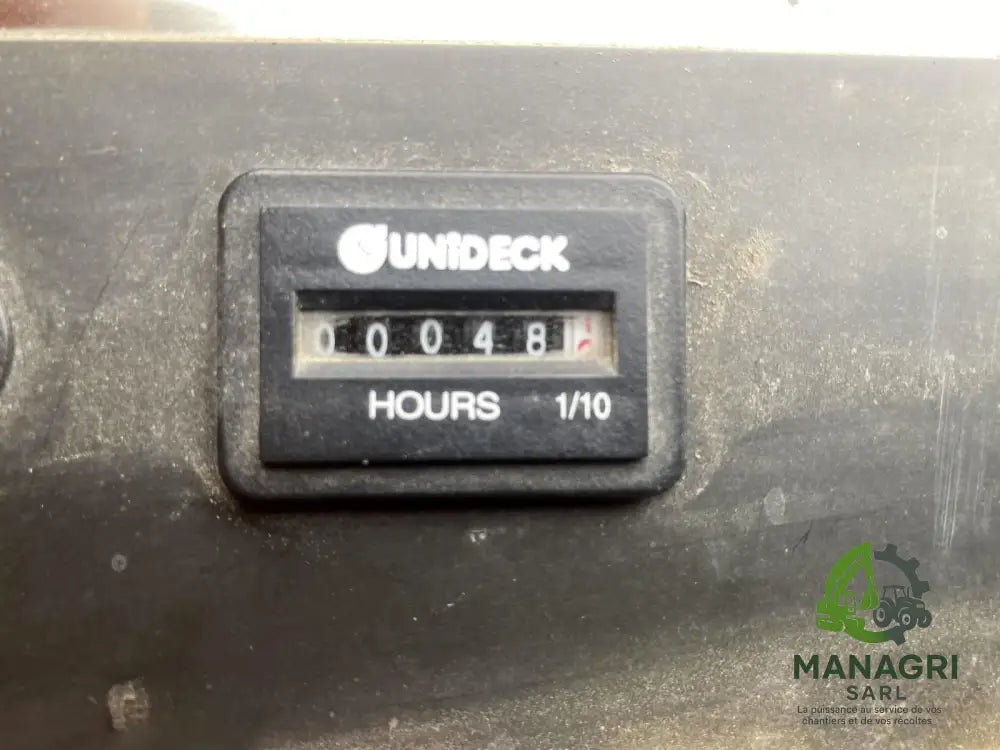 UNIDECK
0 0 0 4 8
HOURS 1/10
MANAGRI
SARL
La puissance au service de vos
chantiers et de vos récoltes